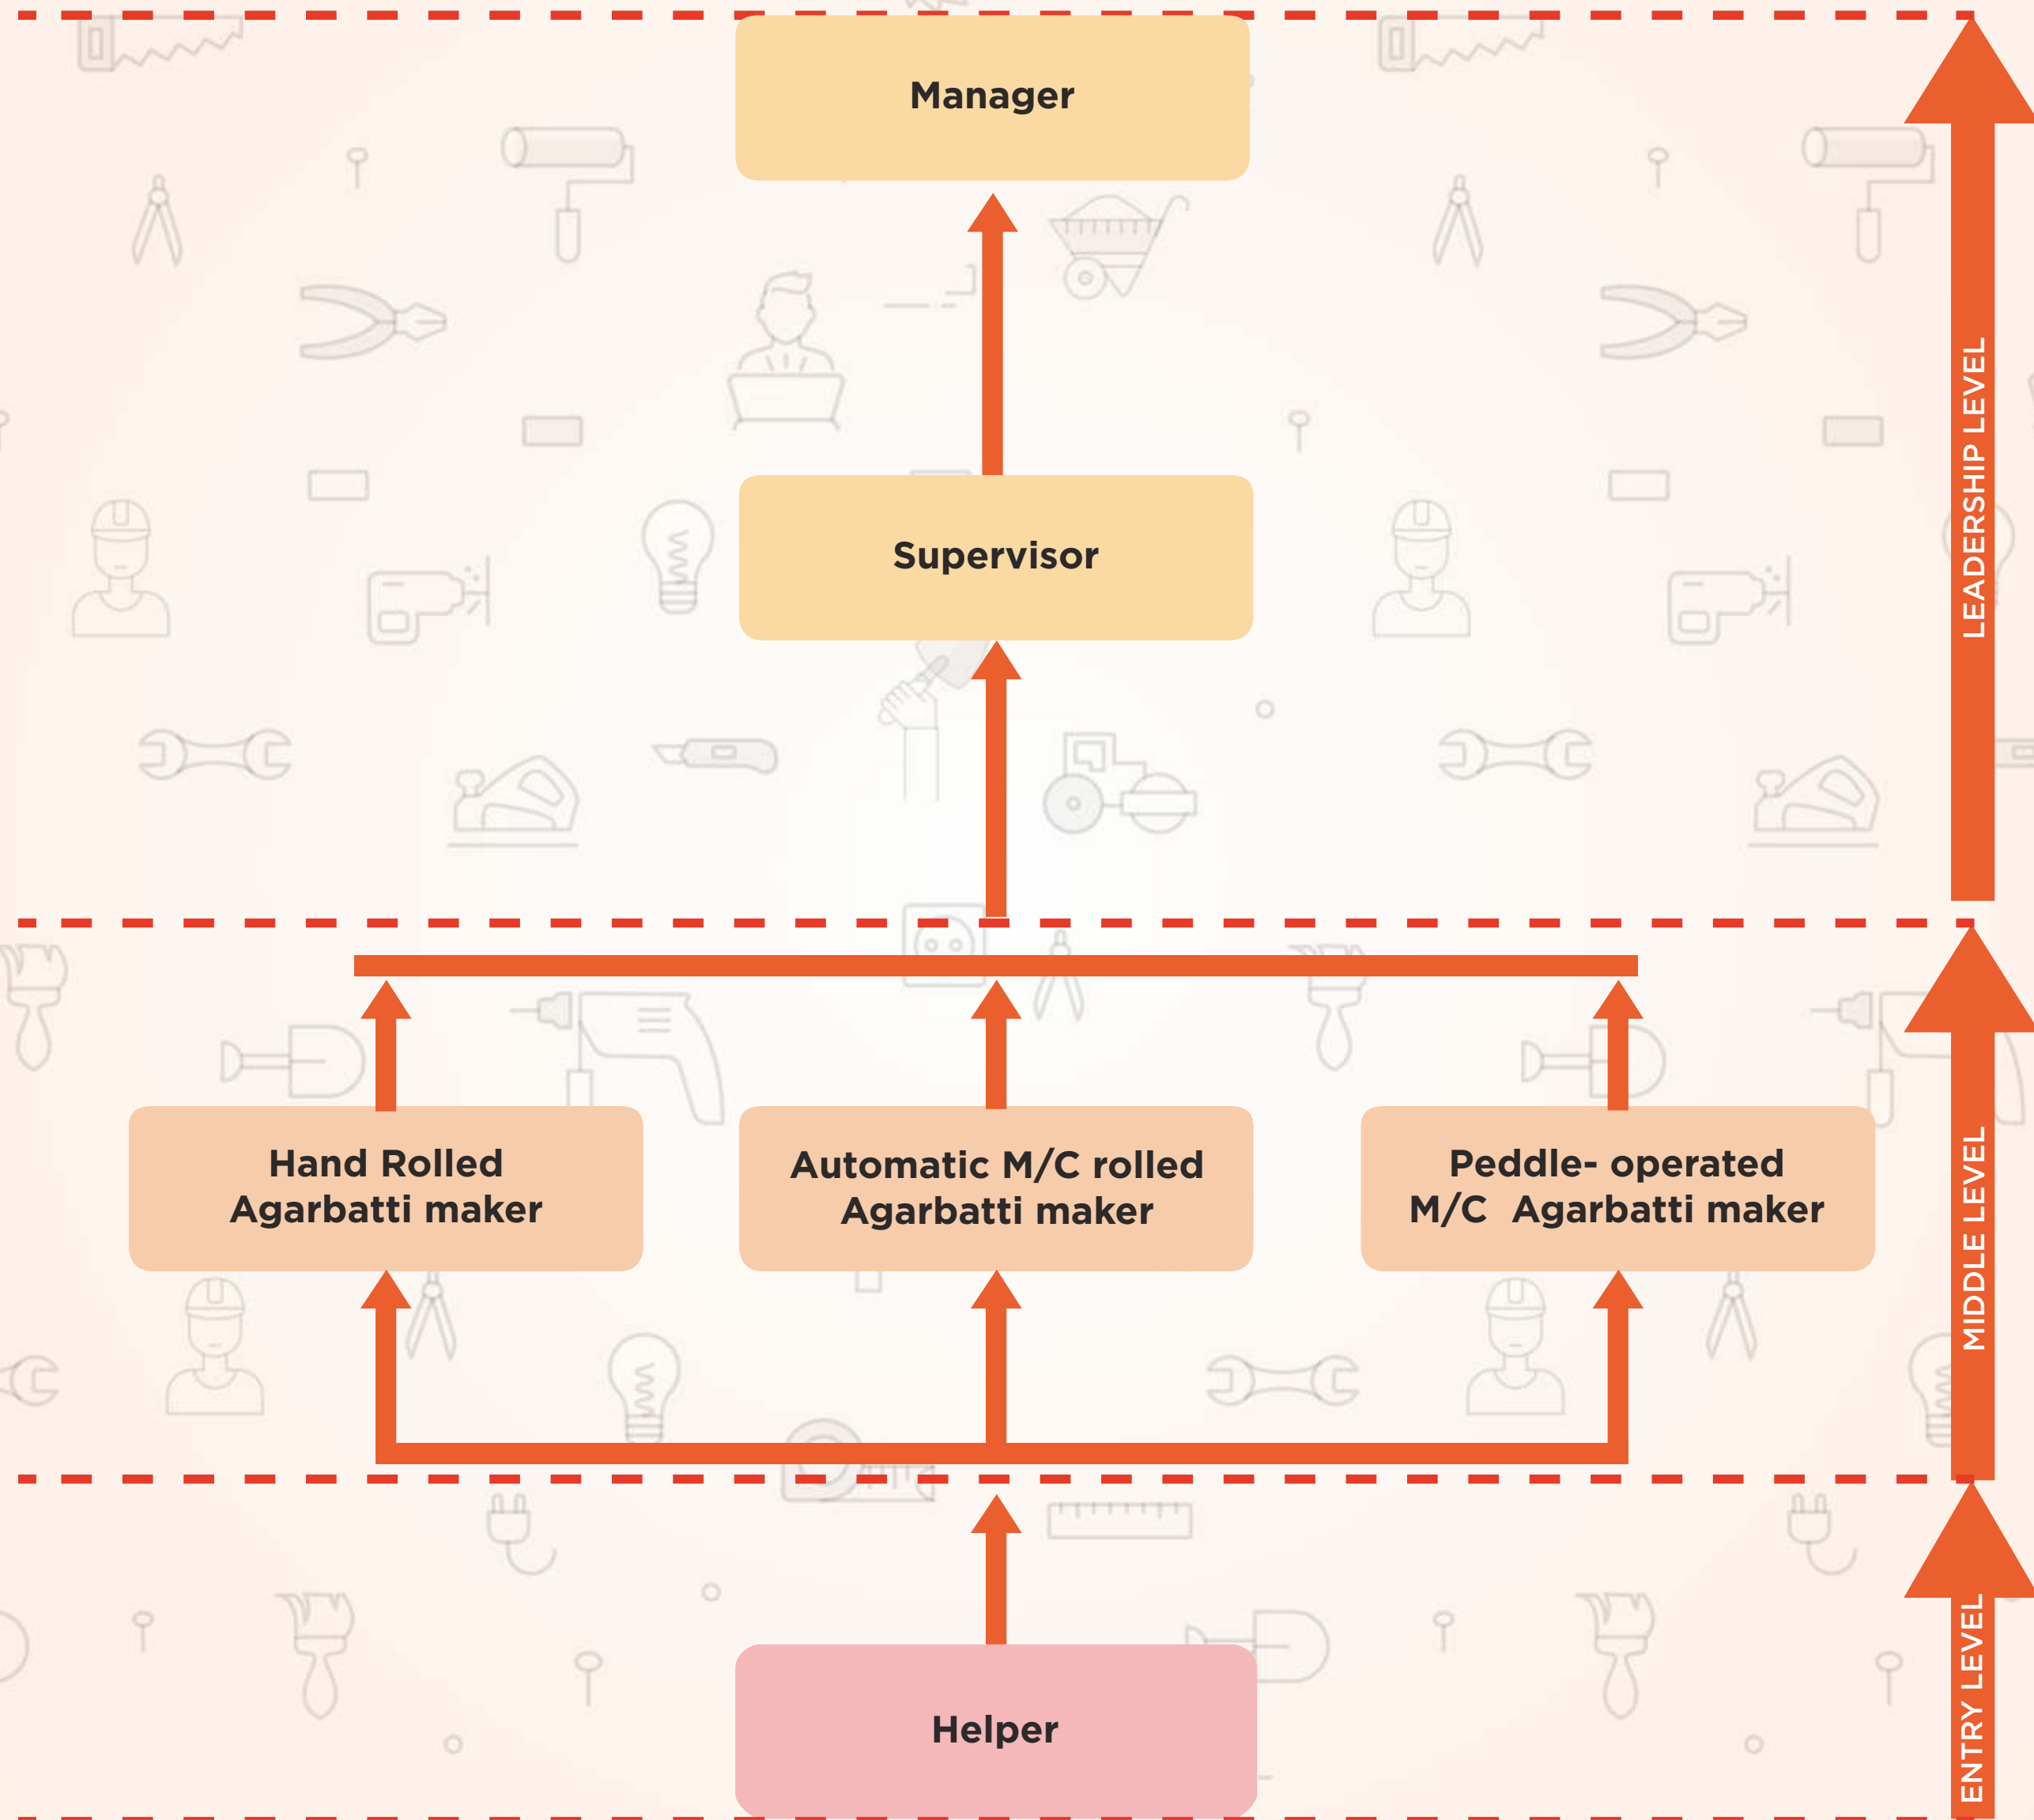 Manager
Supervisor
LEADERSHIP LEVEL
Hand Rolled
Agarbatti maker
Automatic M/C rolled
Agarbatti maker
Peddle- operated
M/C  Agarbatti maker
MIDDLE LEVEL
Helper
ENTRY LEVEL